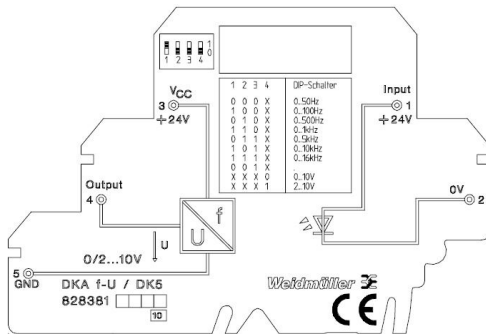 1
0
1 2 3 4
VCC
3
÷24V
1 2 3 4 DIP-Schalter
0 0 0 X 0..50Hz
1 0 0 X 0..100Hz
0 1 0 X 0..500Hz
1 1 0 X 0..1kHz
0 0 1 X 0..5kHz
1 0 1 X 0..10kHz
1 1 1 X 0..16kHz
X X X 0 0..10V
X X X 1 2..10V
Input
1
÷24V
Output
4
0V
2
f
U
U
0/2...10V
5
GND
DKA f-U / DK5
828381
10
Weidmüller
CE